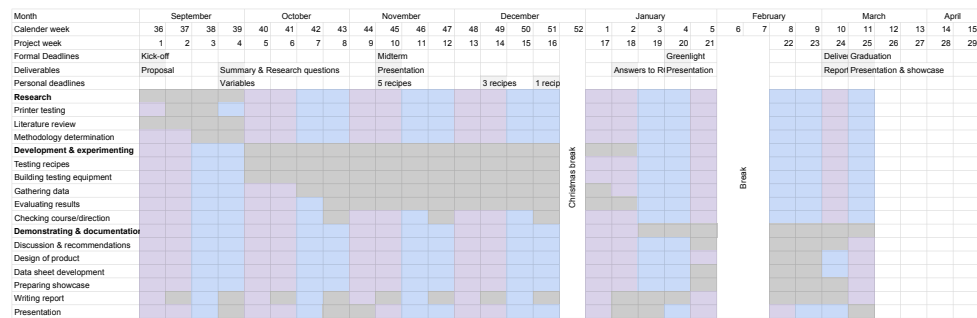 Month September October November December January February March April
Calender week 36 37 38 39 40 41 42 43 44 45 46 47 48 49 50 51 52 1 2 3 4 5 6 7 8 9 10 11 12 13 14 15
Project week 1 2 3 4 5 6 7 8 9 10 11 12 13 14 15 16 17 18 19 20 21 22 23 24 25 26 27 28 29
Formal Deadlines Kick-off Midterm Greenlight Deliver Graduation
Deliverables Proposal Summary & Research questions Presentation Answers to R Presentation Report Presentation & showcase
Personal deadlines Variables 5 recipes 3 recipes 1 recip
Research
Printer testing
Literature review
Methodology determination
Development & experimenting
Testing recipes
Building testing equipment
Gathering data
Evaluating results
Checking course/direction
Christmas break
Break
Demonstrating & documentation
Discussion & recommendations
Design of product
Data sheet development
Preparing showcase
Writing report
Presentation